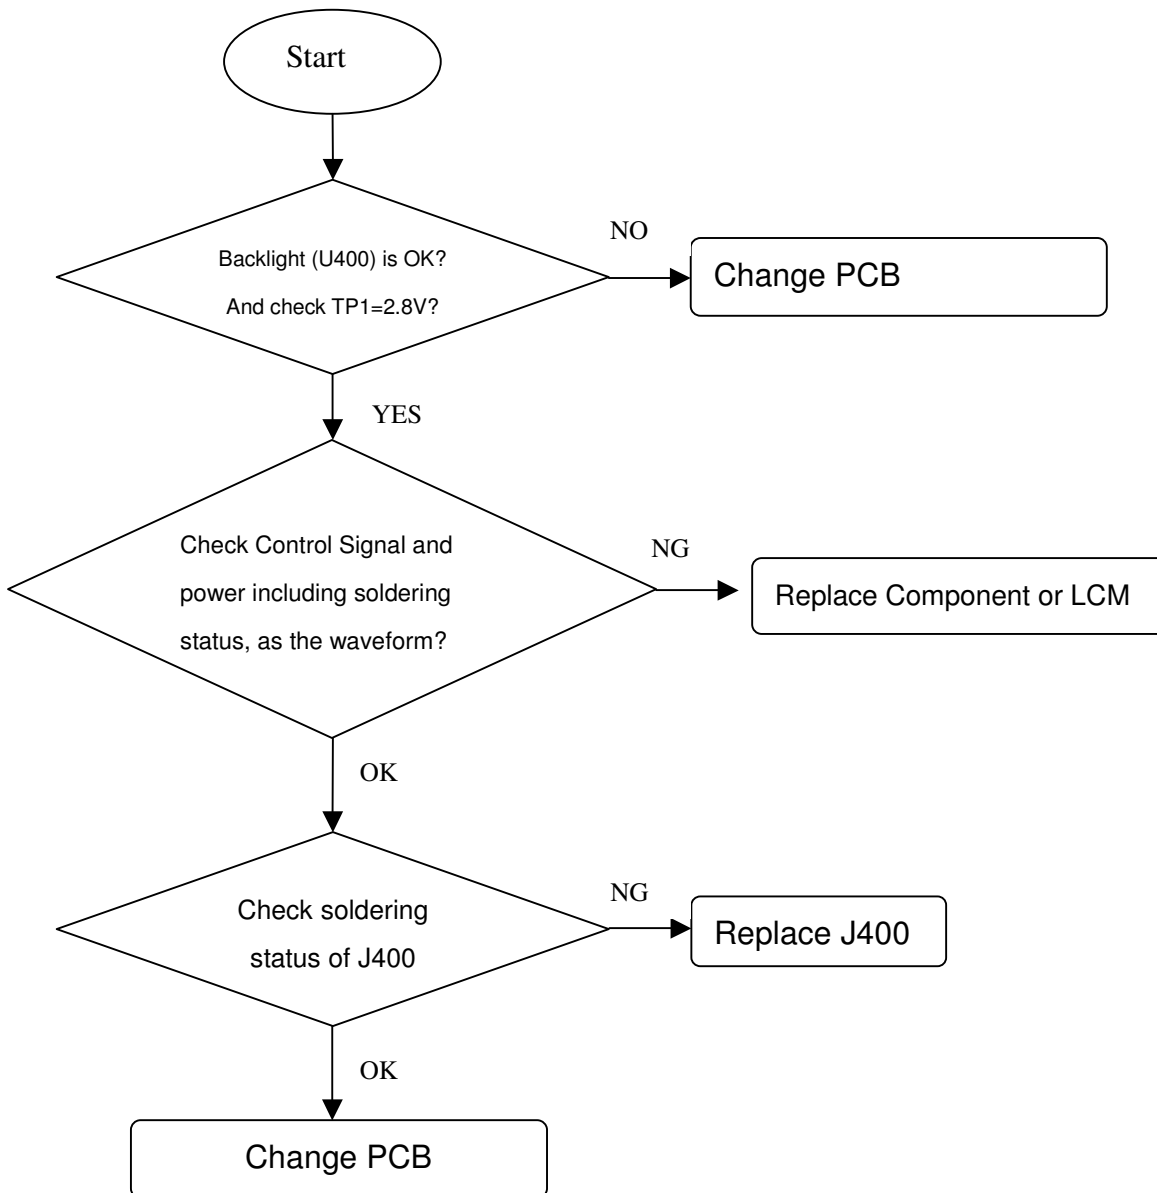 Start
Backlight (U400) is OK?
And check TP1=2.8V?
NO
Change PCB
YES
Check Control Signal and
power including soldering
status, as the waveform?
NG
Replace Component or LCM
OK
Check soldering
status of J400
NG
Replace J400
OK
Change PCB